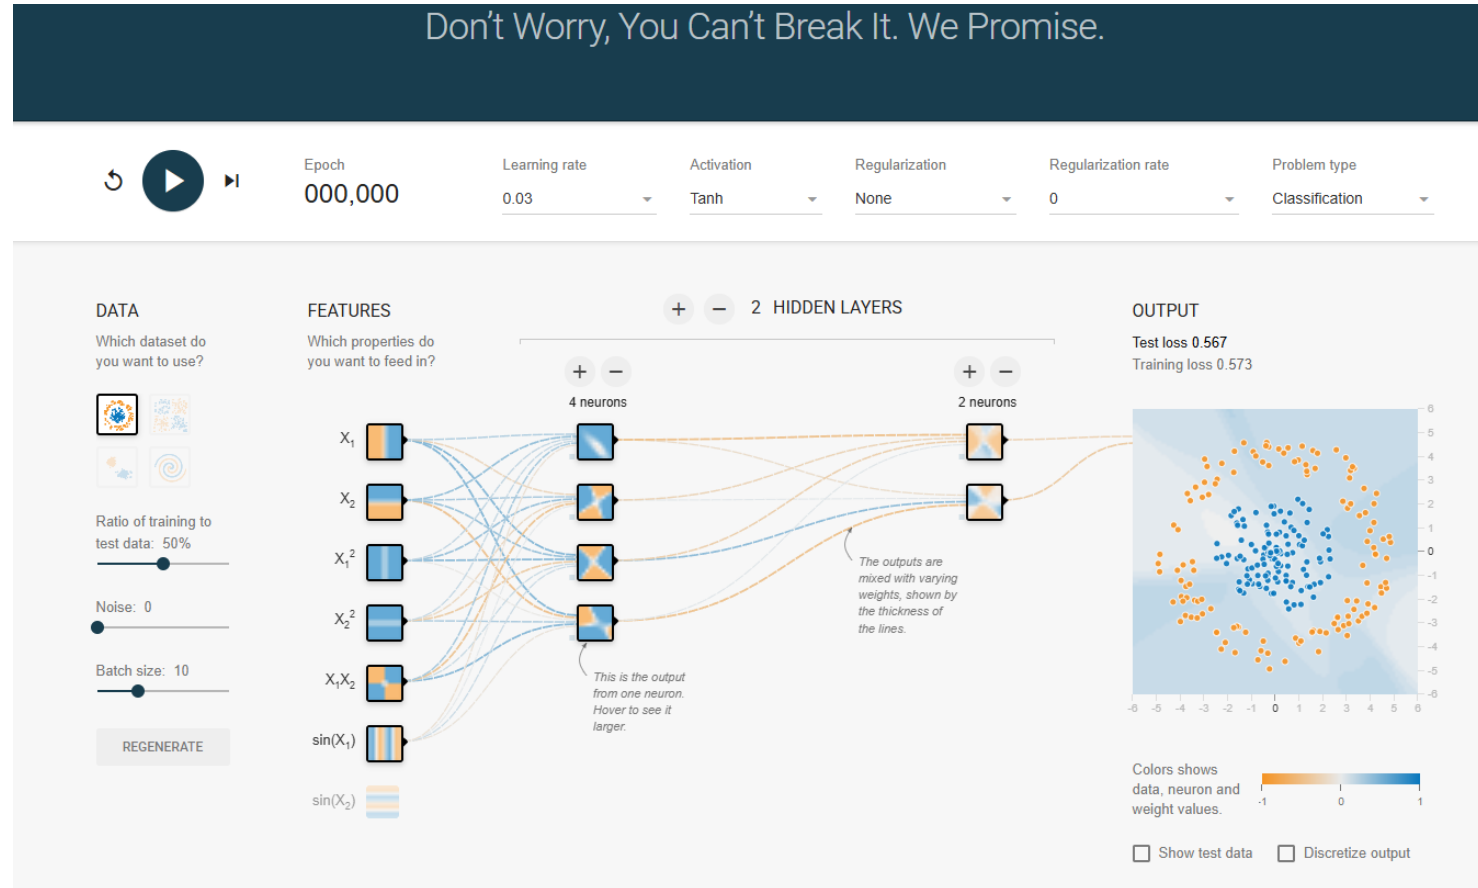 Don't Worry, You Can't Break It. We Promise.
Epoch
000,000
Learning rate
0.03
Activation
Tanh
Regularization
None
Regularization rate
0
Problem type
Classification
DATA
Which dataset do
you want to use?
Ratio of training to
test data: 50%
Noise: 0
Batch size: 10
REGENERATE
FEATURES
Which properties do
you want to feed in?
X₁
X₂
X₁²
X₂²
X₁X₂
sin(X₁)
sin(X₂)
+ − 2 HIDDEN LAYERS
+ −
4 neurons
+ −
2 neurons
This is the output
from one neuron.
Hover to see it
larger.
The outputs are
mixed with varying
weights, shown by
the thickness of
the lines.
OUTPUT
Test loss 0.567
Training loss 0.573
6
5
4
3
2
1
0
-1
-2
-3
-4
-5
-6
-6 -5 -4 -3 -2 -1 0 1 2 3 4 5 6
Colors shows
data, neuron and
weight values.
-1 0 1
Show test data
Discretize output